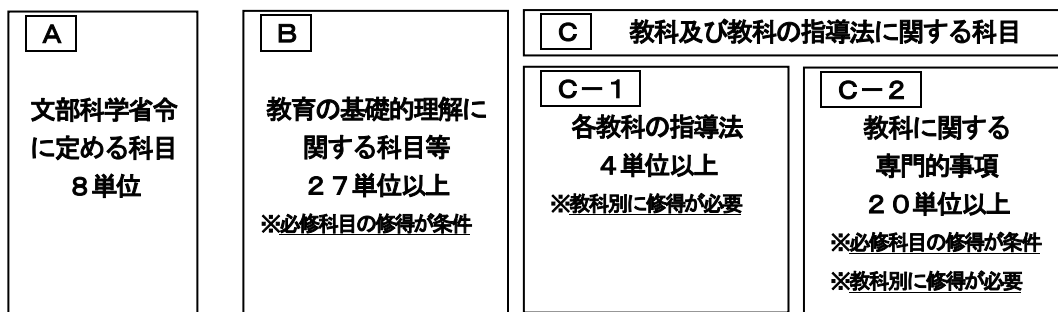 A
文部科学省令
に定める科目
8単位
B
教育の基礎的理解に
関する科目等
27単位以上
※必修科目の修得が条件
C 教科及び教科の指導法に関する科目
C-1
各教科の指導法
4単位以上
※教科別に修得が必要
C-2
教科に関する
専門的事項
20単位以上
※必修科目の修得が条件
※教科別に修得が必要